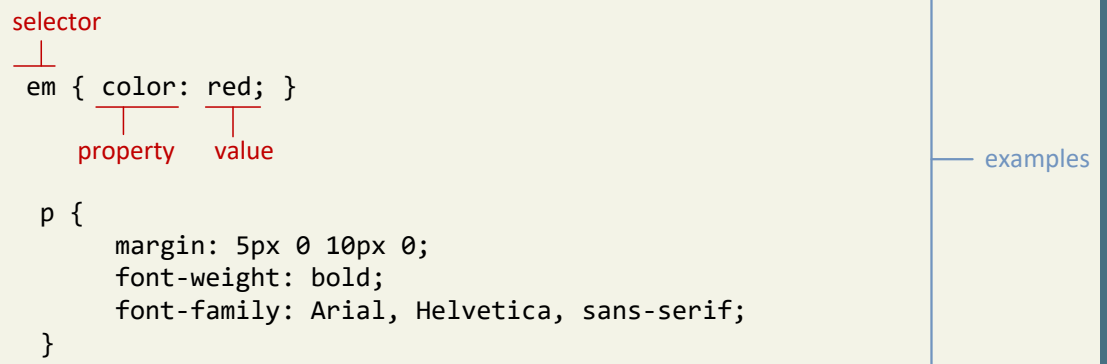 selector
em { color: red; }
property value
examples
p {
margin: 5px 0 10px 0;
font-weight: bold;
font-family: Arial, Helvetica, sans-serif;
}